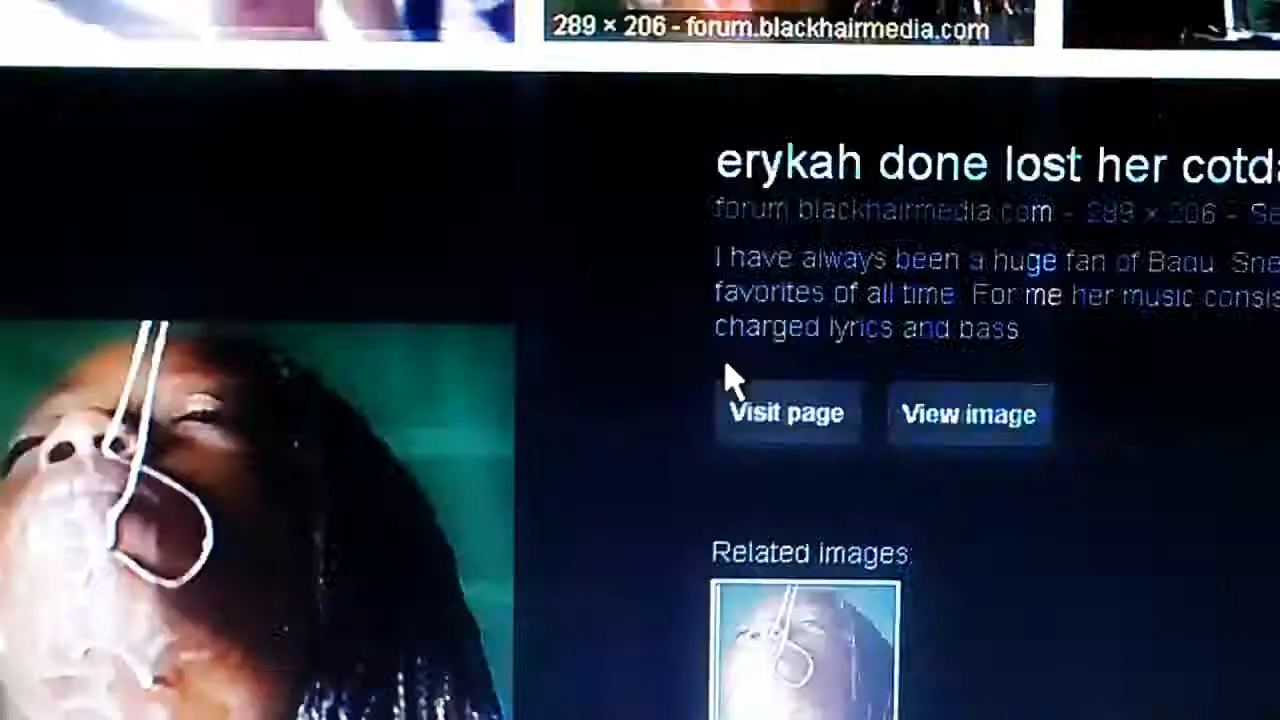 289 × 206 - forum.blackhairmedia.com
erykah done lost her
forum.blackhairmedia.com - 289 × 206 -
I have always been a huge fan of Badu.
favorites of all time. For me her music
charged lyrics and bass.
Visit page
View image
Related images: